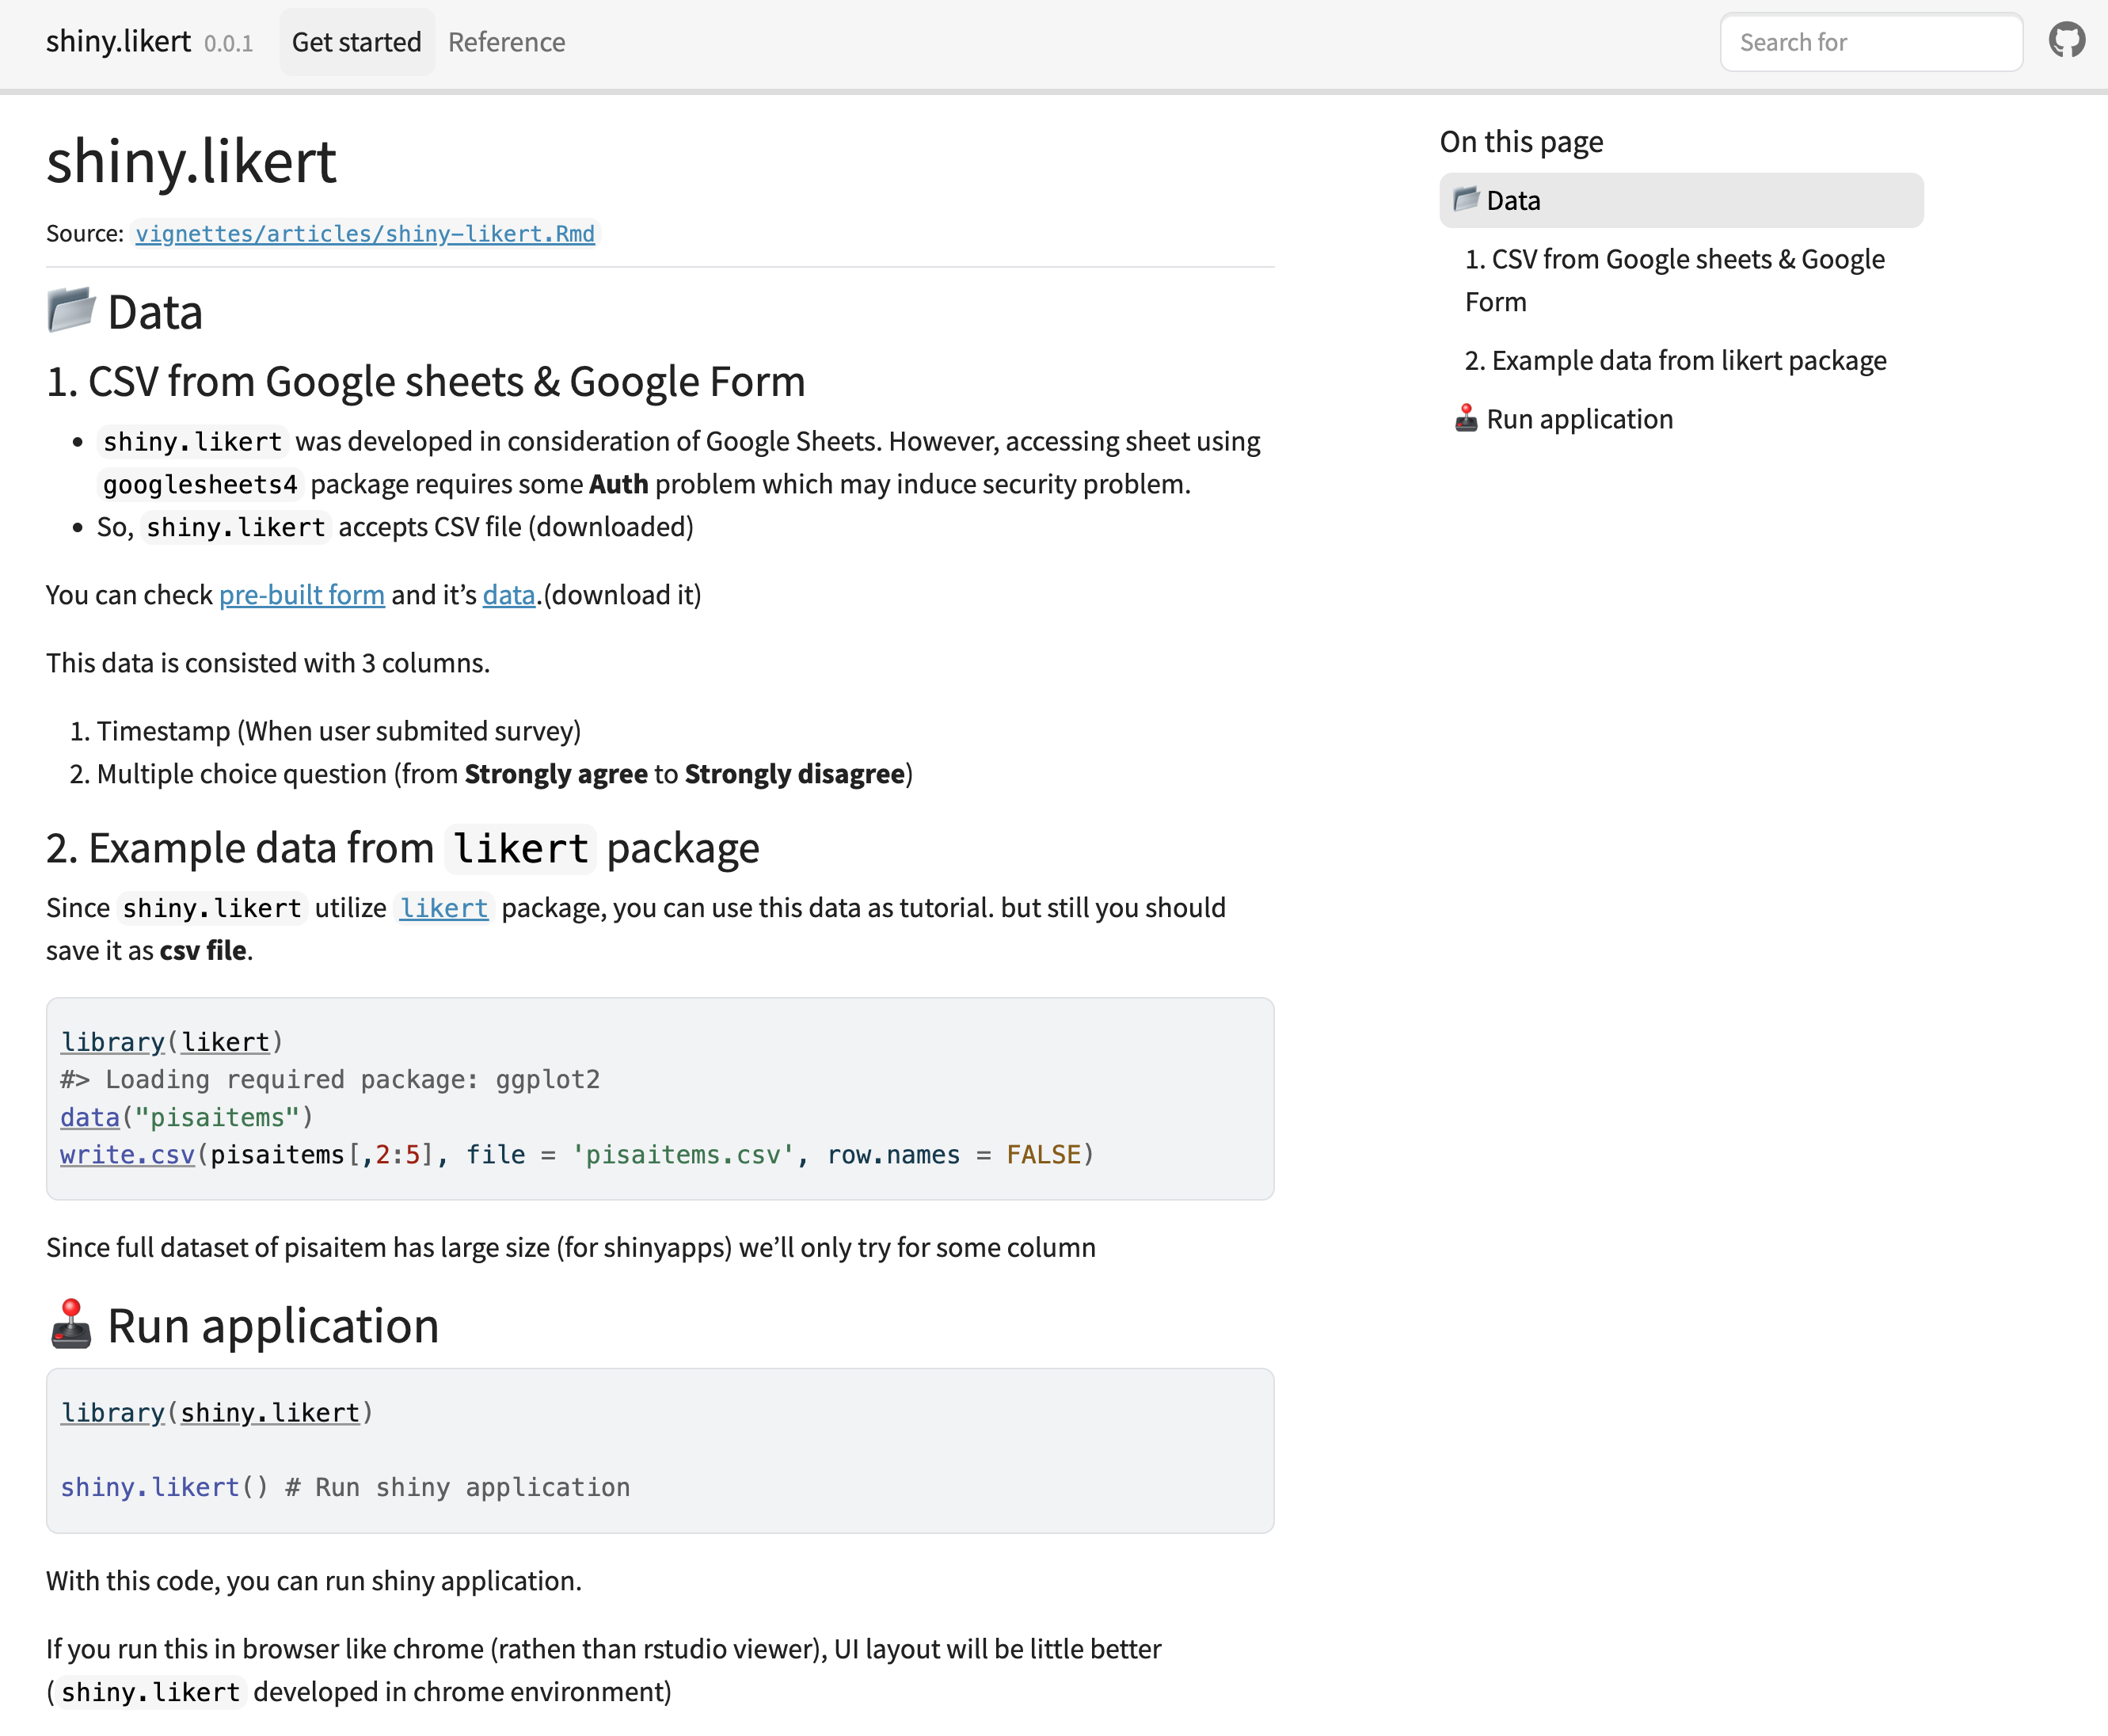 shiny.likert 0.0.1 Get started Reference Search for
shiny.likert
Source: vignettes/articles/shiny-likert.Rmd
Data
1. CSV from Google sheets & Google Form
• shiny.likert was developed in consideration of Google Sheets. However, accessing sheet using
googlesheets4 package requires some Auth problem which may induce security problem.
• So, shiny.likert accepts CSV file (downloaded)
You can check pre-built form and it’s data.(download it)
This data is consisted with 3 columns.
1. Timestamp (When user submited survey)
2. Multiple choice question (from Strongly agree to Strongly disagree)
2. Example data from likert package
Since shiny.likert utilize likert package, you can use this data as tutorial. but still you should
save it as csv file.
library(likert)
#> Loading required package: ggplot2
data("pisaitems")
write.csv(pisaitems[,2:5], file = 'pisaitems.csv', row.names = FALSE)
Since full dataset of pisaitem has large size (for shinyapps) we’ll only try for some column
Run application
library(shiny.likert)
shiny.likert() # Run shiny application
With this code, you can run shiny application.
If you run this in browser like chrome (rathen than rstudio viewer), UI layout will be little better
(shiny.likert developed in chrome environment)
On this page
Data
1. CSV from Google sheets & Google
Form
2. Example data from likert package
Run application